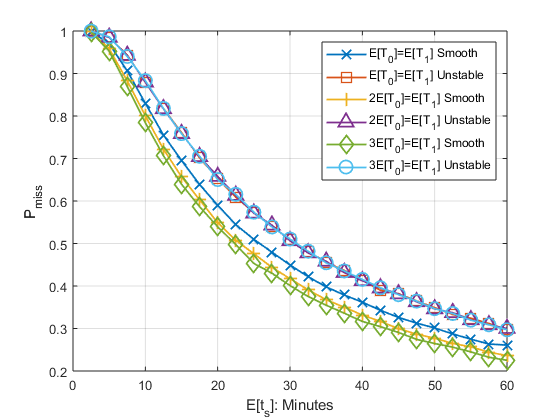 1
0.9
0.8
0.7
0.6
0.5
0.4
0.3
0.2
P_miss
E[T_0]=E[T_1] Smooth
E[T_0]=E[T_1] Unstable
2E[T_0]=E[T_1] Smooth
2E[T_0]=E[T_1] Unstable
3E[T_0]=E[T_1] Smooth
3E[T_0]=E[T_1] Unstable
0 10 20 30 40 50 60
E[t_s]: Minutes